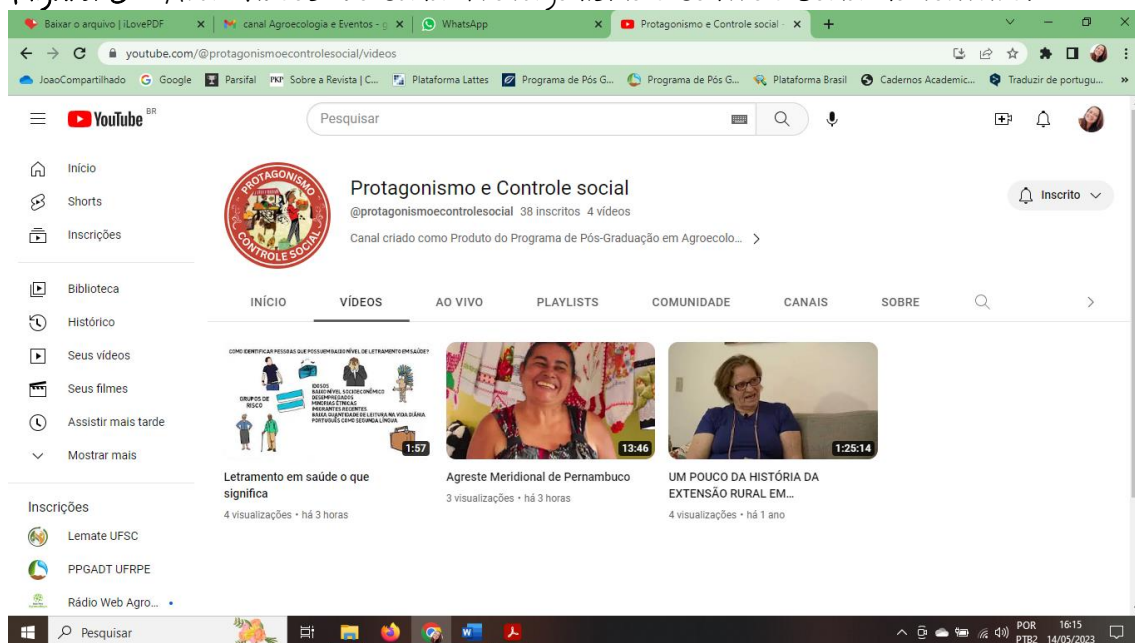 Baixar o arquivo | iLovePDF
canal Agroecologia e Eventos - g
WhatsApp
Protagonismo e Controle social -
youtube.com/@protagonismoecontrolesocial/videos
JoaoCompartilhado
Google
Parsifal
PKP Sobre a Revista | C...
Plataforma Lattes
Programa de Pós G...
Programa de Pós G...
Plataforma Brasil
Cadernos Academic...
Traduzir de portugu...
»
YouTube BR
Pesquisar
Início
Shorts
Inscrições
Biblioteca
Histórico
Seus vídeos
Seus filmes
Assistir mais tarde
Mostrar mais
Inscrições
Lemate UFSC
PPGADT UFRPE
Rádio Web Agro...
PROTAGONISMO
CONTROLE SOCIAL
Protagonismo e Controle social
@protagonismoecontrolesocial 38 inscritos 4 vídeos
Canal criado como Produto do Programa de Pós-Graduação em Agroecolo...
Inscrito
INÍCIO VÍDEOS AO VIVO PLAYLISTS COMUNIDADE CANAIS SOBRE
COMO IDENTIFICAR PESSOAS QUE POSSUEM BAIXO NÍVEL DE LETRAMENTO EM SAÚDE?
GRUPOS DE
RISCO
IDOSOS
BAIXO NÍVEL SOCIOECONÔMICO
DESEMPREGADOS
MINORIAS ÉTNICAS
IMIGRANTES RECENTES
BAIXA QUANTIDADE DE LEITURA NA VIDA DIÁRIA
PORTUGUÊS COMO SEGUNDA LÍNGUA
1:57
Letramento em saúde o que
significa
4 visualizações • há 3 horas
13:46
Agreste Meridional de Pernambuco
3 visualizações • há 3 horas
1:25:14
UM POUCO DA HISTÓRIA DA
EXTENSÃO RURAL EM...
4 visualizações • há 1 ano
Pesquisar
POR
PTB2
16:15
14/05/2023